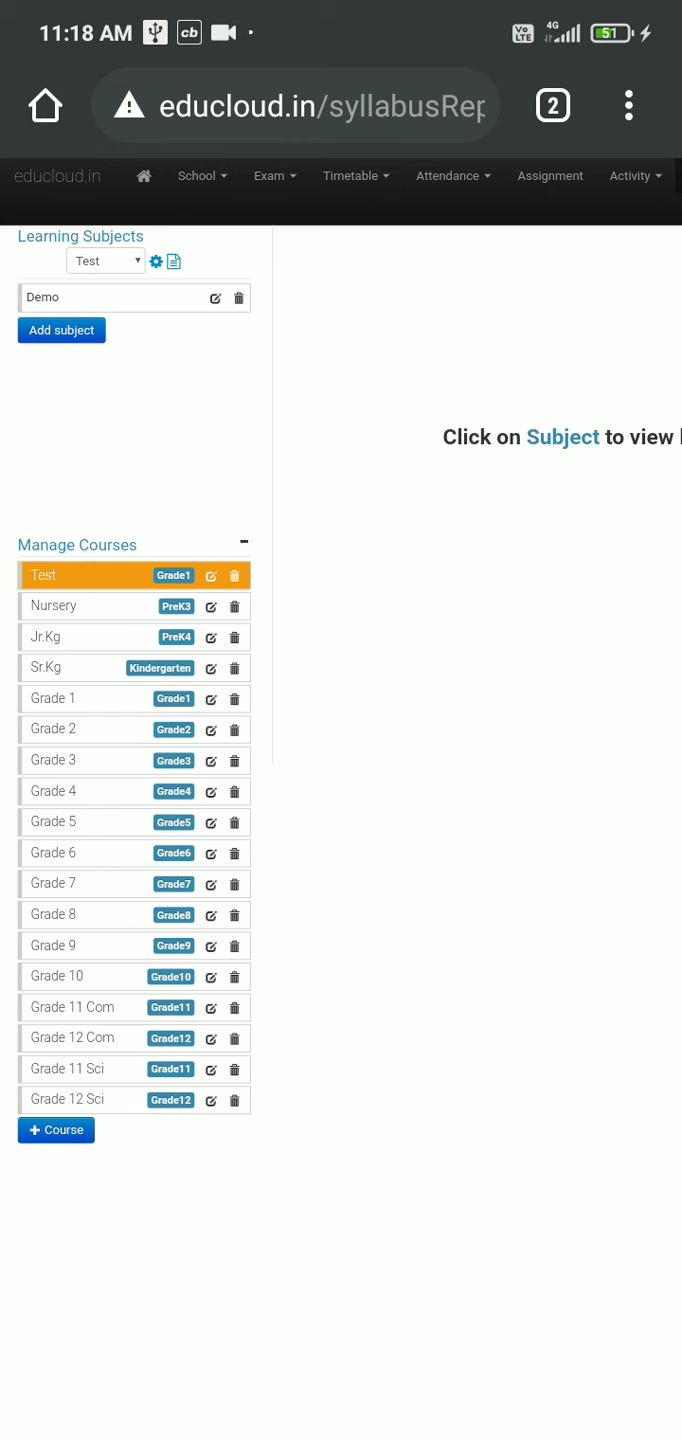 11:18 AM cb Vo LTE 4G 51
educloud.in/syllabusRep 2
educloud.in School Exam Timetable Attendance Assignment Activity
Learning Subjects
Test
Demo
Add subject
Click on Subject to view
Manage Courses
Test Grade1
Nursery PreK3
Jr.Kg PreK4
Sr.Kg Kindergarten
Grade 1 Grade1
Grade 2 Grade2
Grade 3 Grade3
Grade 4 Grade4
Grade 5 Grade5
Grade 6 Grade6
Grade 7 Grade7
Grade 8 Grade8
Grade 9 Grade9
Grade 10 Grade10
Grade 11 Com Grade11
Grade 12 Com Grade12
Grade 11 Sci Grade11
Grade 12 Sci Grade12
+ Course